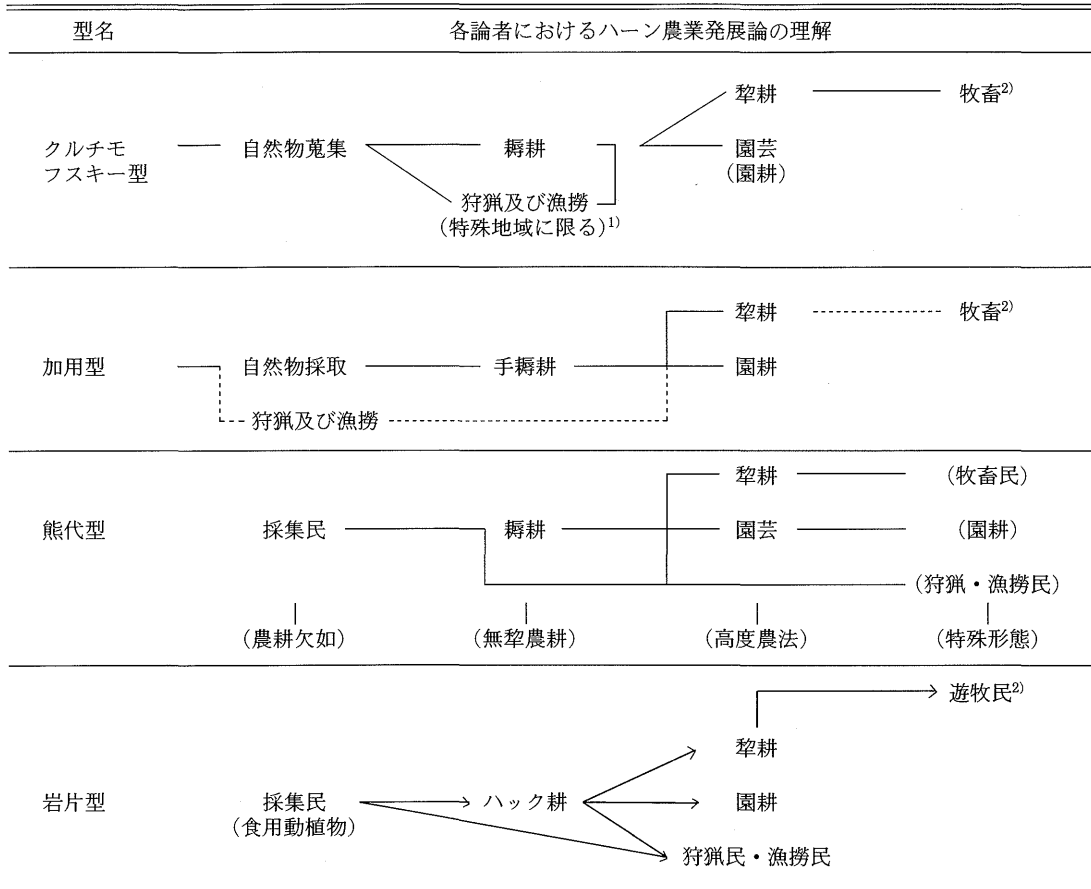 型名 各論者におけるハーン農業発展論の理解
犂耕 牧畜2)
クルチモ 自然物蒐集 耨耕 園芸
フスキー型 (園耕)
狩猟及び漁撈
(特殊地域に限る)1)
犂耕 牧畜2)
加用型 自然物採取 手耨耕 園耕
狩猟及び漁撈
犂耕 (牧畜民)
熊代型 採集民 耨耕 園芸 (園耕)
(狩猟・漁撈民)
(農耕欠如) (無犂農耕) (高度農法) (特殊形態)
遊牧民2)
犂耕
岩片型 採集民 ハック耕 園耕
(食用動植物)
狩猟民・漁撈民